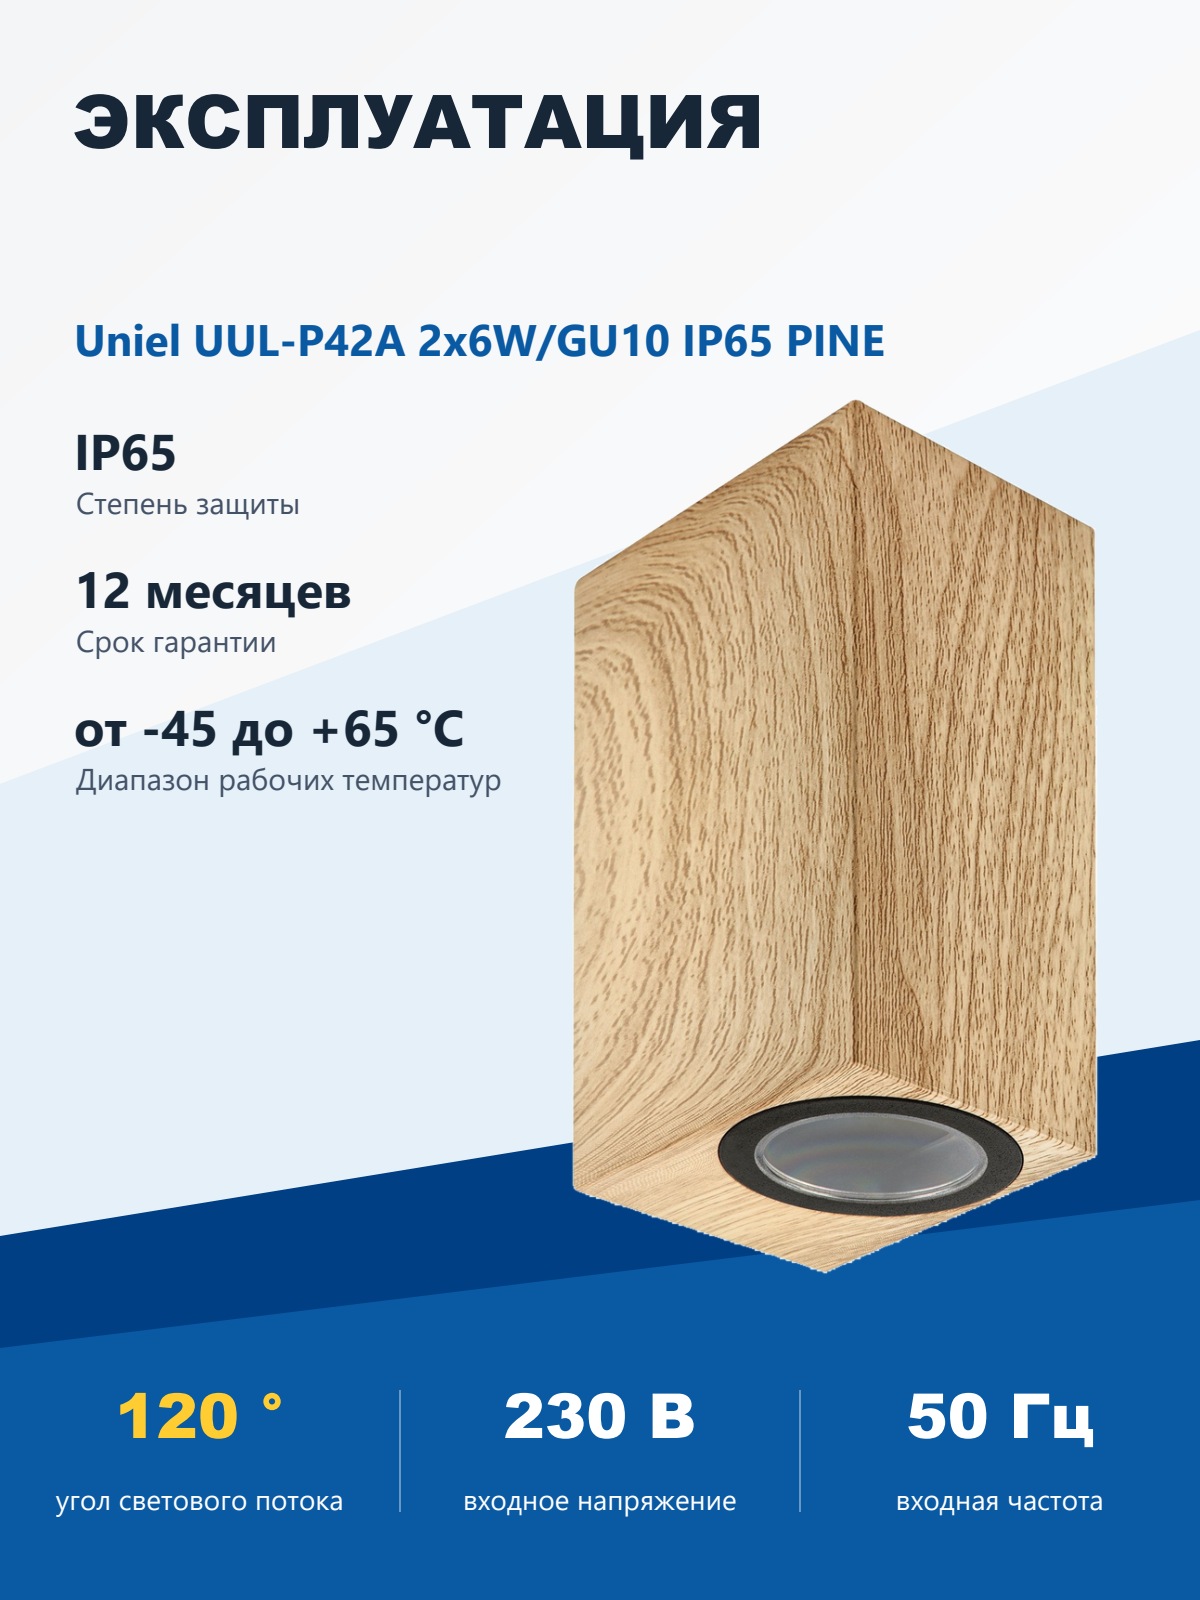 ЭКСПЛУАТАЦИЯ
Uniel UUL-P42A 2x6W/GU10 IP65 PINE
IP65
Степень защиты
12 месяцев
Срок гарантии
от -45 до +65 °C
Диапазон рабочих температур
120 °
угол светового потока
230 В
входное напряжение
50 Гц
входная частота